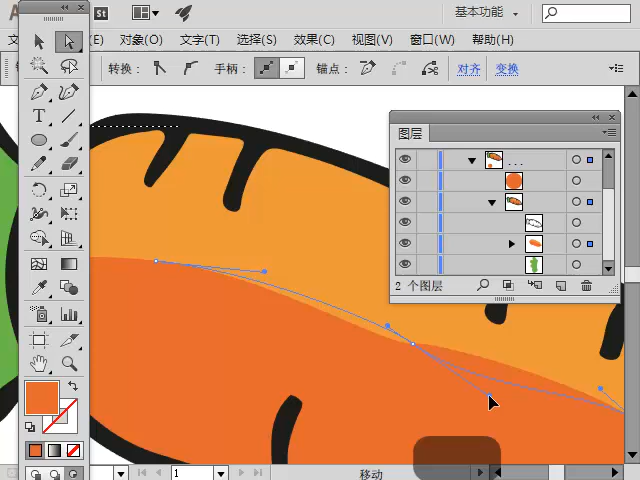 St
基本功能
(E) 对象(O) 文字(T) 选择(S) 效果(C) 视图(V) 窗口(W) 帮助(H)
转换： 手柄： 锚点： 对齐 变换
图层
...
2 个图层
T
1
移动